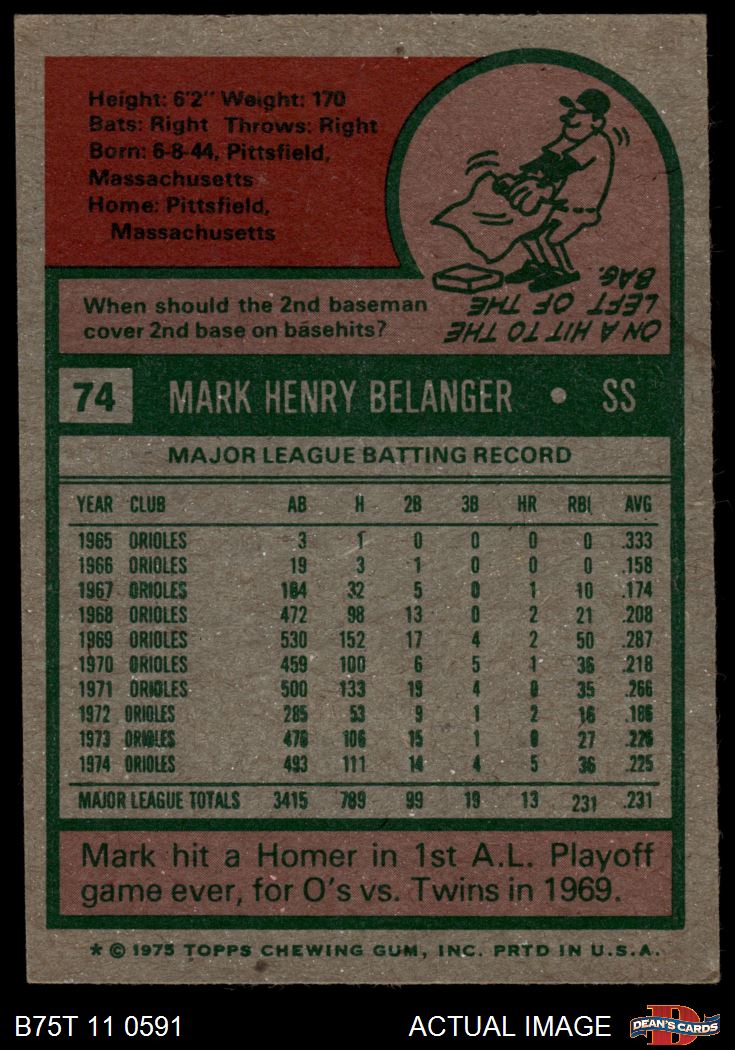 Height: 6'2" Weight: 170
Bats: Right Throws: Right
Born: 6-8-44, Pittsfield,
Massachusetts
Home: Pittsfield,
Massachusetts
When should the 2nd baseman
cover 2nd base on basehits?
ON A HIT TO THE
LEFT OF THE
BAG.
74 MARK HENRY BELANGER • SS
MAJOR LEAGUE BATTING RECORD
YEAR CLUB AB H 2B 3B HR RBI AVG
1965 ORIOLES 3 1 0 0 0 0 .333
1966 ORIOLES 19 3 1 0 0 0 .158
1967 ORIOLES 184 32 5 0 1 10 .174
1968 ORIOLES 472 98 13 0 2 21 .208
1969 ORIOLES 530 152 17 4 2 50 .287
1970 ORIOLES 459 100 6 5 1 36 .218
1971 ORIOLES 500 133 19 4 0 35 .266
1972 ORIOLES 285 53 9 1 2 16 .186
1973 ORIOLES 470 106 15 1 0 27 .226
1974 ORIOLES 493 111 14 4 5 36 .225
MAJOR LEAGUE TOTALS 3415 789 99 19 13 231 .231
Mark hit a Homer in 1st A.L. Playoff
game ever, for O's vs. Twins in 1969.
* © 1975 TOPPS CHEWING GUM, INC. PRTD IN U.S.A.
B75T 11 0591 ACTUAL IMAGE D DEAN'S CARDS